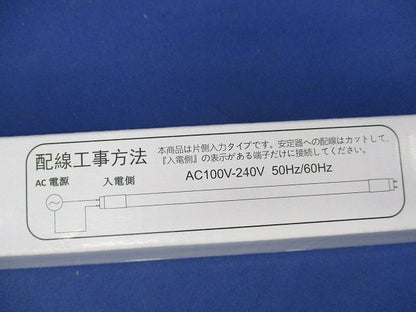 配線工事方法
本商品は片側入力タイプです。安定器への配線はカットして、
『入電側』の表示がある端子だけに接続してください。
AC 電源
入電側
AC100V-240V 50Hz/60Hz